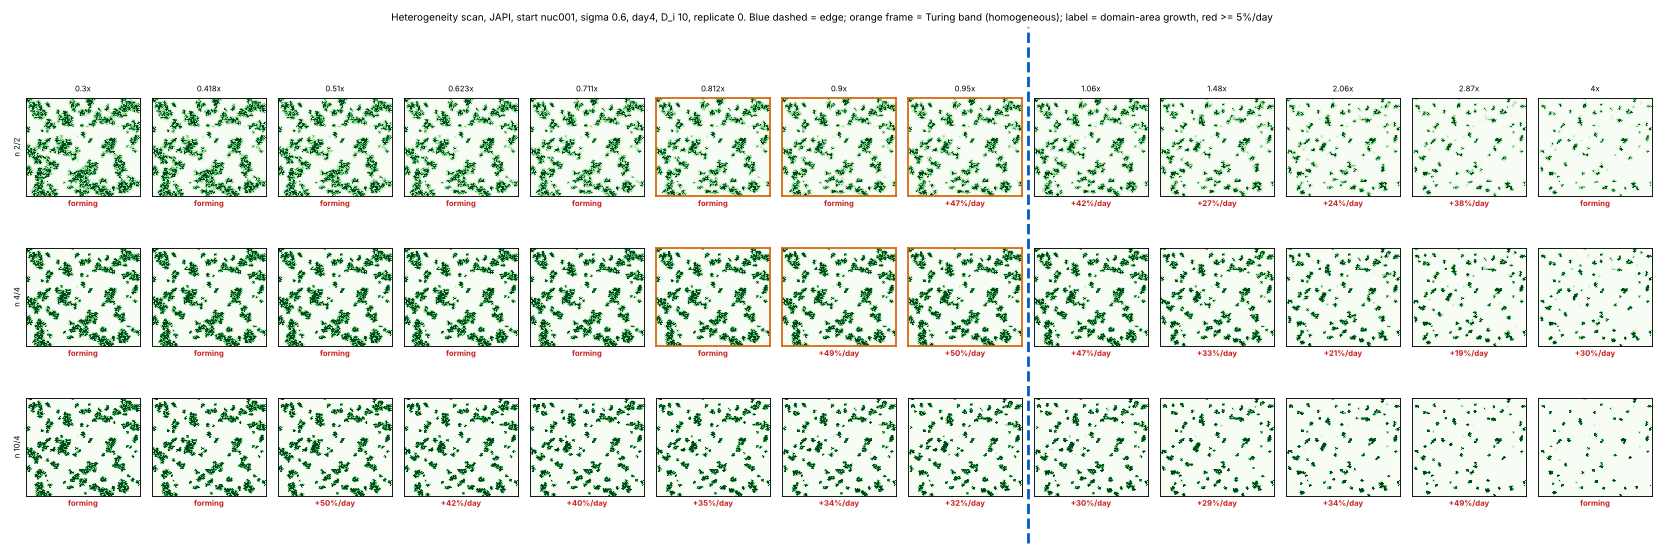 Heterogeneity scan, JAPI, start nuc001, sigma 0.6, day4, D_i 10, replicate 0. Blue dashed = edge; orange frame = Turing band (homogeneous); label = domain-area growth, red >= 5%/day
0.3x 0.418x 0.51x 0.623x 0.711x 0.812x 0.9x 0.95x 1.06x 1.48x 2.06x 2.87x 4x
n 2/2
forming forming forming forming forming forming forming +47%/day +42%/day +27%/day +24%/day +38%/day forming
n 4/4
forming forming forming forming forming forming +49%/day +50%/day +47%/day +33%/day +21%/day +19%/day +30%/day
n 10/4
forming forming +50%/day +42%/day +40%/day +35%/day +34%/day +32%/day +30%/day +29%/day +34%/day +49%/day forming